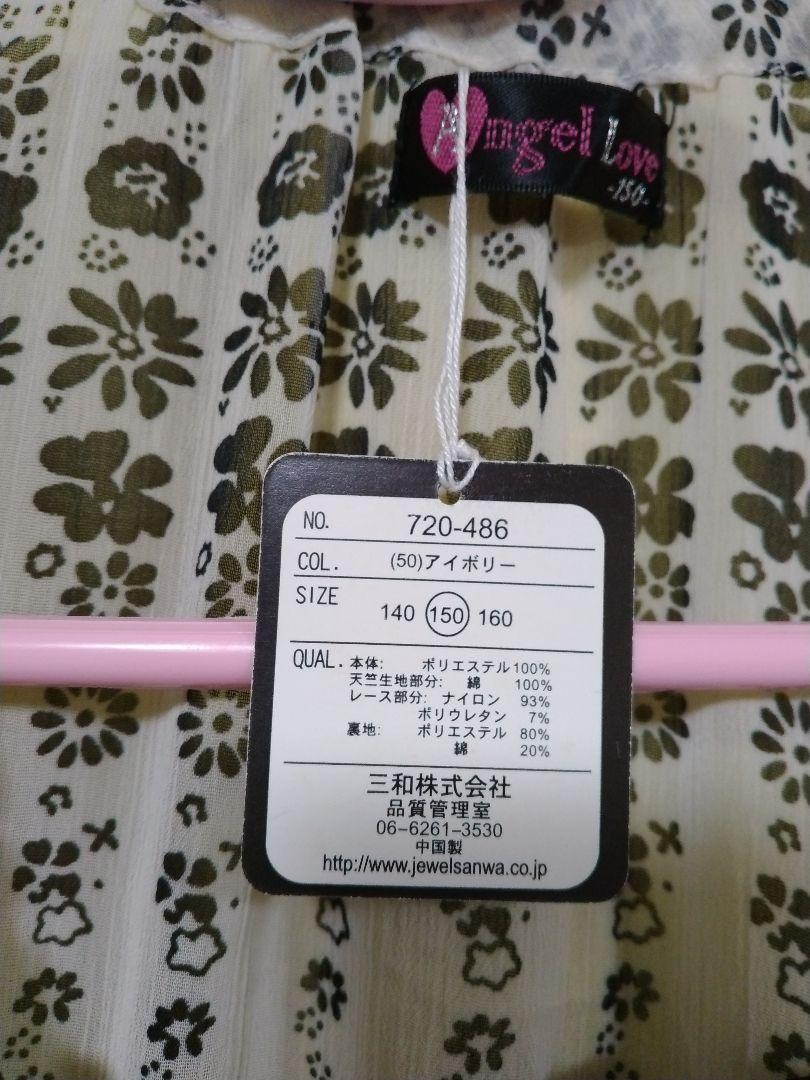 Angel Love
-150-
NO. 720-486
COL. (50)アイボリー
SIZE 140 150 160
QUAL. 本体: ポリエステル100%
天竺生地部分: 綿 100%
レース部分: ナイロン 93%
ポリウレタン 7%
裏地: ポリエステル 80%
綿 20%
三和株式会社
品質管理室
06-6261-3530
中国製
http://www.jewelsanwa.co.jp